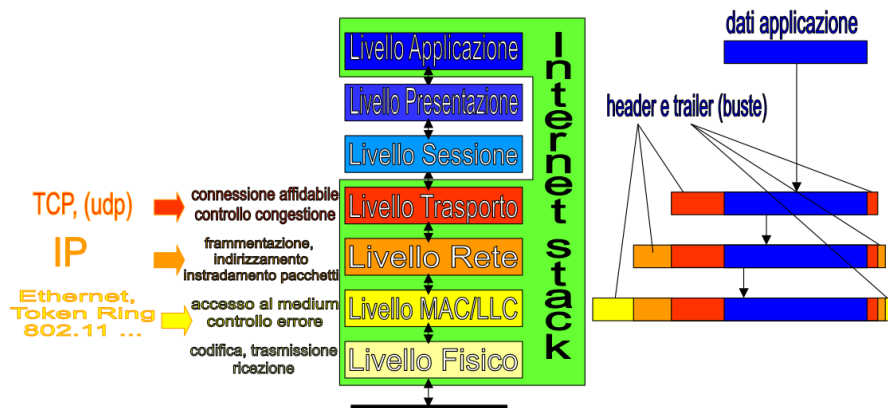 dati applicazione
header e trailer (buste)
Internet stack
Livello Applicazione
Livello Presentazione
Livello Sessione
TCP, (udp)
connessione affidabile
controllo congestione
Livello Trasporto
IP
frammentazione,
indirizzamento
instradamento pacchetti
Livello Rete
Ethernet,
Token Ring
802.11 ...
accesso al medium
controllo errore
Livello MAC/LLC
codifica, trasmissione
ricezione
Livello Fisico